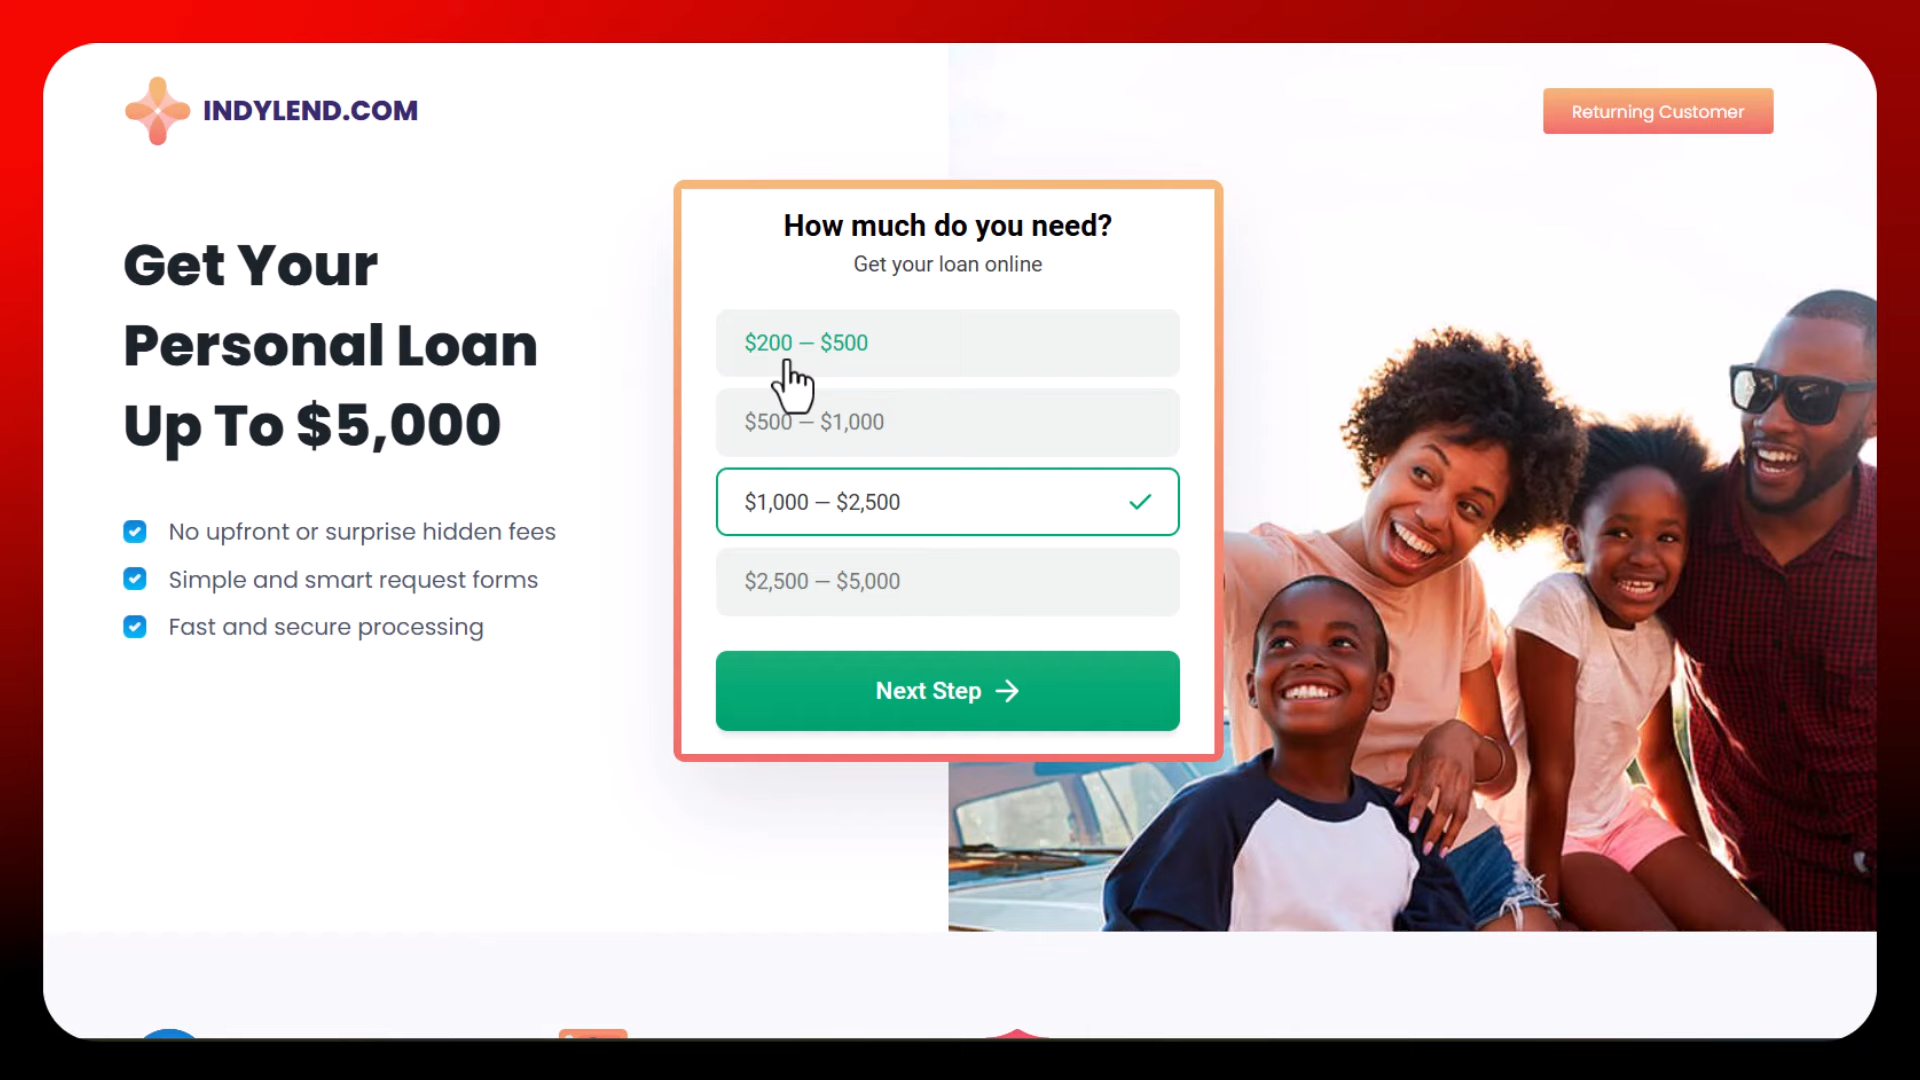 INDYLEND.COM
Returning Customer
Get Your
Personal Loan
Up To $5,000
No upfront or surprise hidden fees
Simple and smart request forms
Fast and secure processing
How much do you need?
Get your loan online
$200 — $500
$500 — $1,000
$1,000 — $2,500
$2,500 — $5,000
Next Step